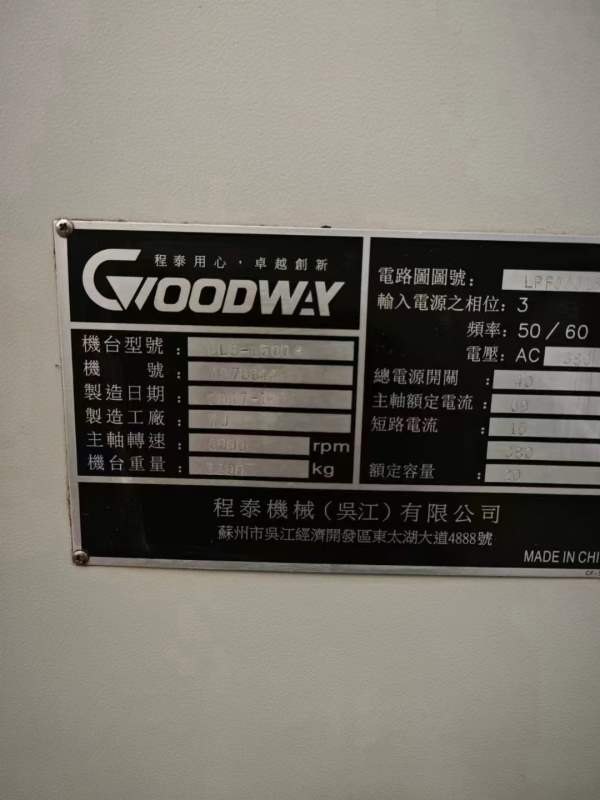 程泰用心，卓越創新
GOODWAY
機台型號：
機 號：
製造日期：
製造工廠：
主軸轉速： rpm
機台重量： kg
電路圖圖號：
輸入電源之相位：3
頻率：50/60
電壓：AC 380
總電源開關：
主軸額定電流：
短路電流：
額定容量：
程泰機械（吳江）有限公司
蘇州市吳江經濟開發區東太湖大道4888號
MADE IN CHI